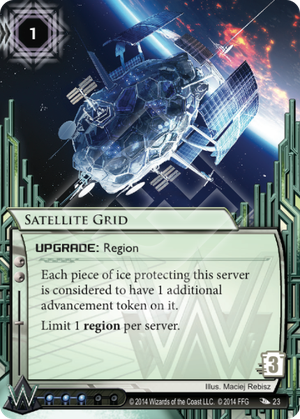 1
SATELLITE GRID
UPGRADE: Region
Each piece of ice protecting this server
is considered to have 1 additional
advancement token on it.
Limit 1 region per server.
3
Illus. Maciej Rebisz
© 2014 Wizards of the Coast LLC. © 2014 FFG 23